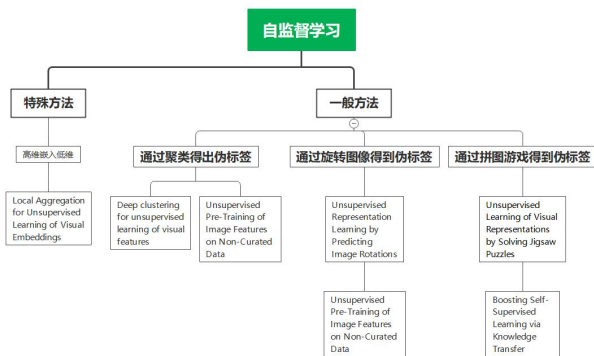 自监督学习
特殊方法
一般方法
高维嵌入低维
通过聚类得出伪标签
通过旋转图像得到伪标签
通过拼图游戏得到伪标签
Local Aggregation
for Unsupervised
Learning of Visual
Embeddings
Deep clustering
for unsupervised
learning of visual
features
Unsupervised
Pre-Training of
Image Features
on Non-Curated
Data
Unsupervised
Representation
Learning by
Predicting
Image Rotations
Unsupervised
Learning of Visual
Representations
by Solving Jigsaw
Puzzles
Unsupervised
Pre-Training of
Image Features
on Non-Curated
Data
Boosting Self-
Supervised
Learning via
Knowledge
Transfer